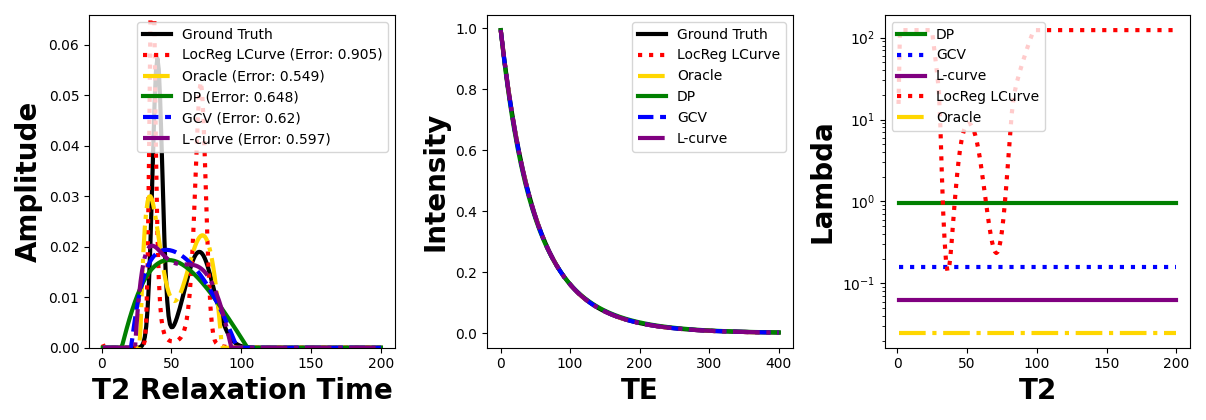 Amplitude
0.06
0.05
0.04
0.03
0.02
0.01
0.00
0
50
100
150
200
T2 Relaxation Time
Ground Truth
LocReg LCurve (Error: 0.905)
Oracle (Error: 0.549)
DP (Error: 0.648)
GCV (Error: 0.62)
L-curve (Error: 0.597)
Intensity
1.0
0.8
0.6
0.4
0.2
0.0
0
100
200
300
400
TE
Ground Truth
LocReg LCurve
Oracle
DP
GCV
L-curve
Lambda
10²
10¹
10⁰
10⁻¹
0
50
100
150
200
T2
DP
GCV
L-curve
LocReg LCurve
Oracle